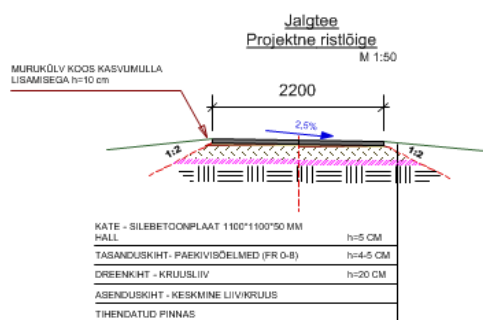 Jalgtee
Projektne ristlõige
M 1:50
MURUKÜLV KOOS KASVUMULLA
LISAMISEGA h=10 cm
2200
2,5%
1:2
1:2
KATE - SILEBETOONPLAAT 1100*1100*50 MM
HALL h=5 CM
TASANDUSKIHT- PAEKIVISÕELMED (FR 0-8) h=4-5 CM
DREENKIHT - KRUUSLIIV h=20 CM
ASENDUSKIHT - KESKMINE LIIV/KRUUS
TIHENDATUD PINNAS